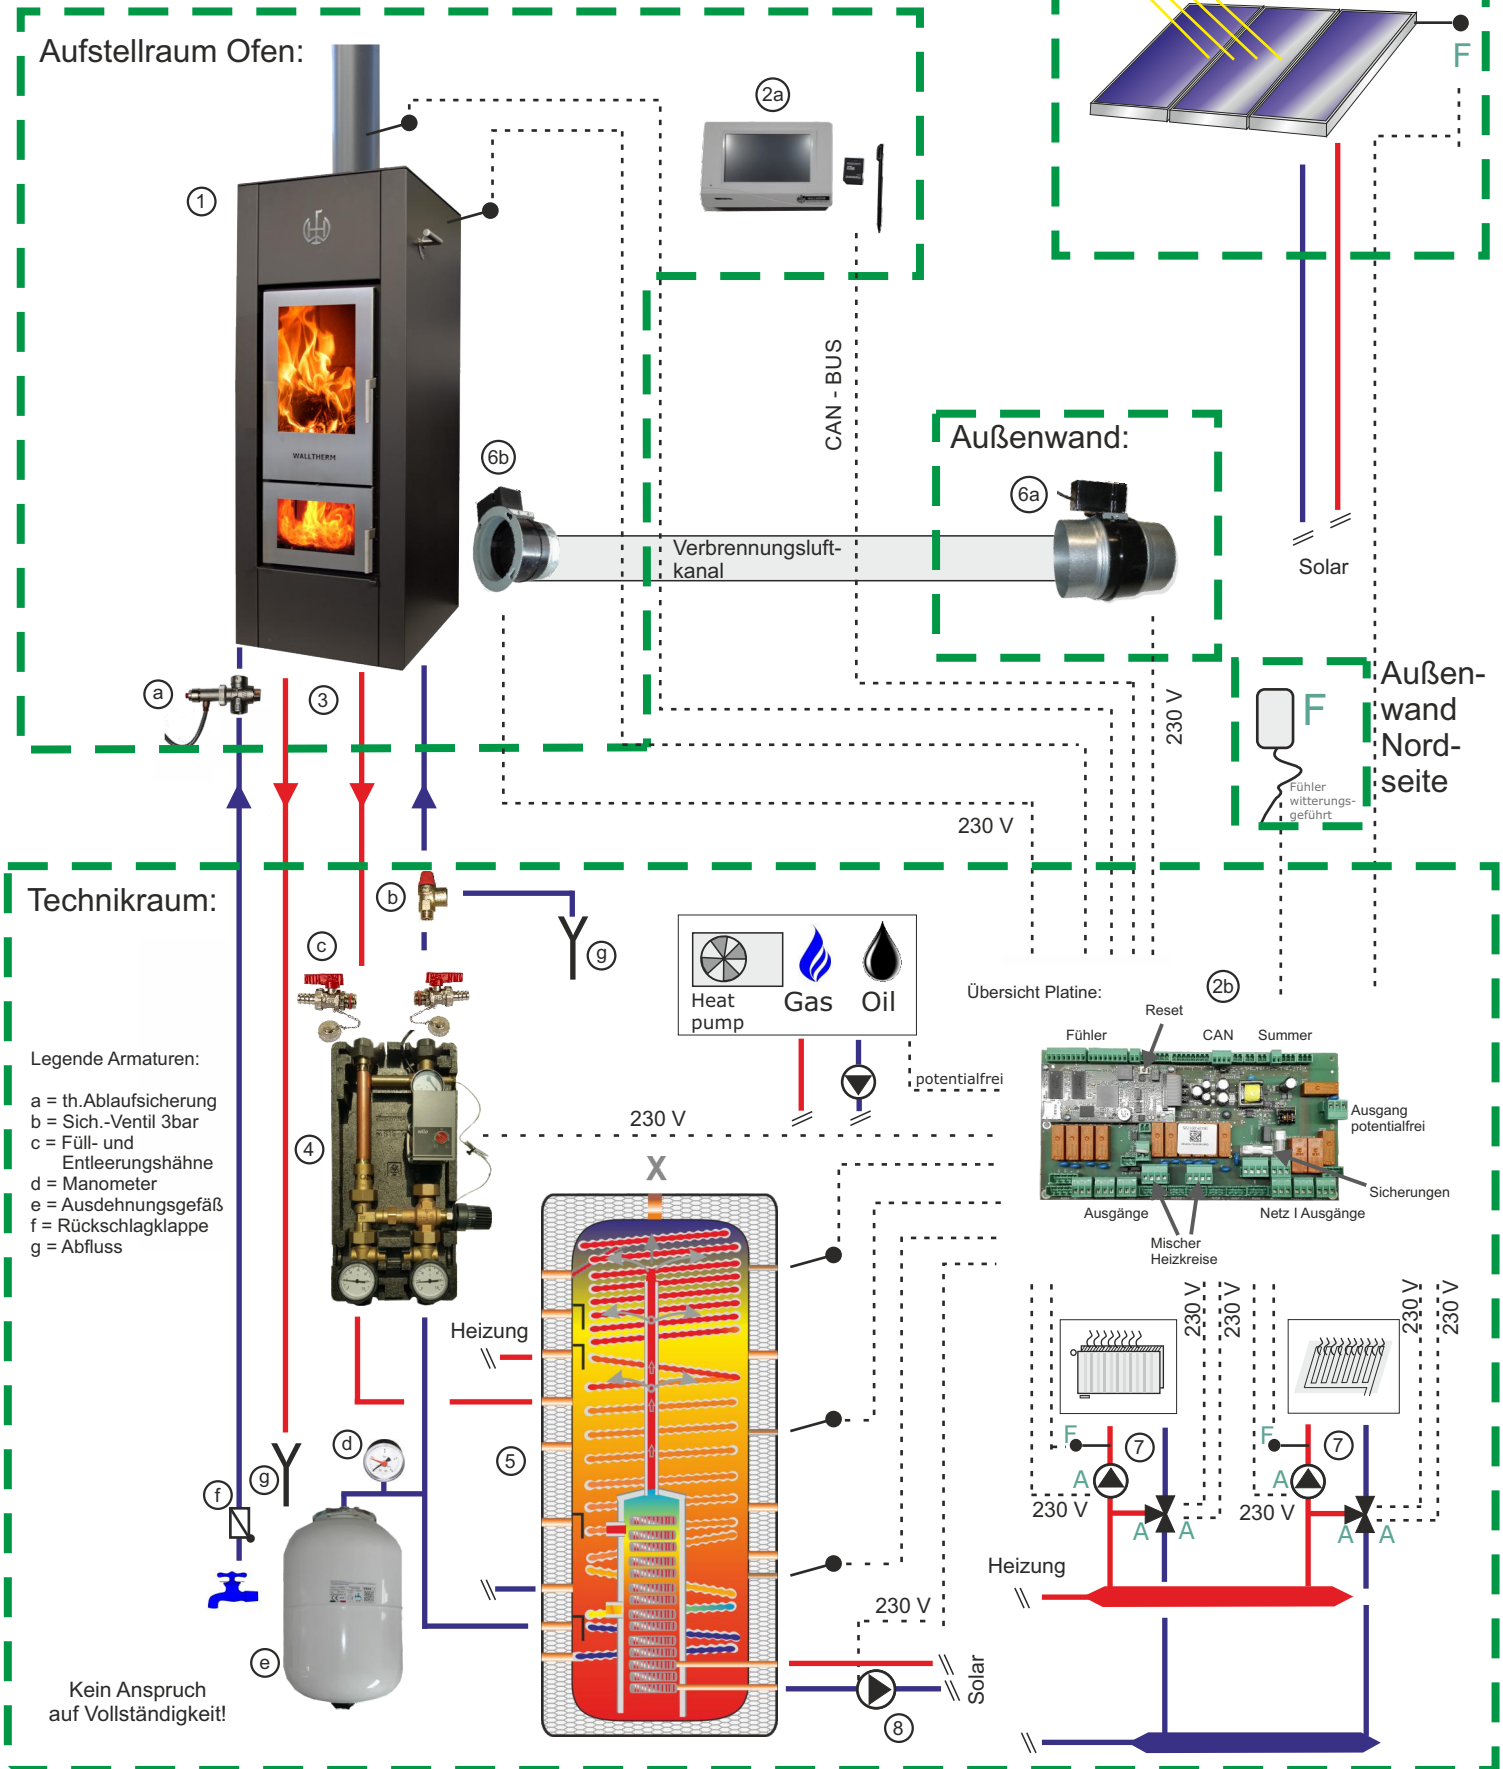 Aufstellraum Ofen:
2a
F
1
WALLTHERM
CAN - BUS
6b
Außenwand:
6a
Verbrennungsluft-
kanal
Solar
a
3
230 V
F
Außen-
wand
Nord-
seite
Fühler
witterungs-
geführt
230 V
Technikraum:
b
g
c
Heat
pump
Gas
Oil
potentialfrei
Übersicht Platine:
2b
Reset
Fühler
CAN
Summer
Ausgang
potentialfrei
Sicherungen
Ausgänge
Netz I Ausgänge
Mischer
Heizkreise
Legende Armaturen:
a = th.Ablaufsicherung
b = Sich.-Ventil 3bar
c = Füll- und
Entleerungshähne
d = Manometer
e = Ausdehnungsgefäß
f = Rückschlagklappe
g = Abfluss
4
230 V
X
Heizung
5
d
g
f
e
230 V
230 V
230 V
230 V
F
7
A
230 V
A
A
F
7
A
230 V
A
A
Heizung
230 V
Solar
8
Kein Anspruch
auf Vollständigkeit!